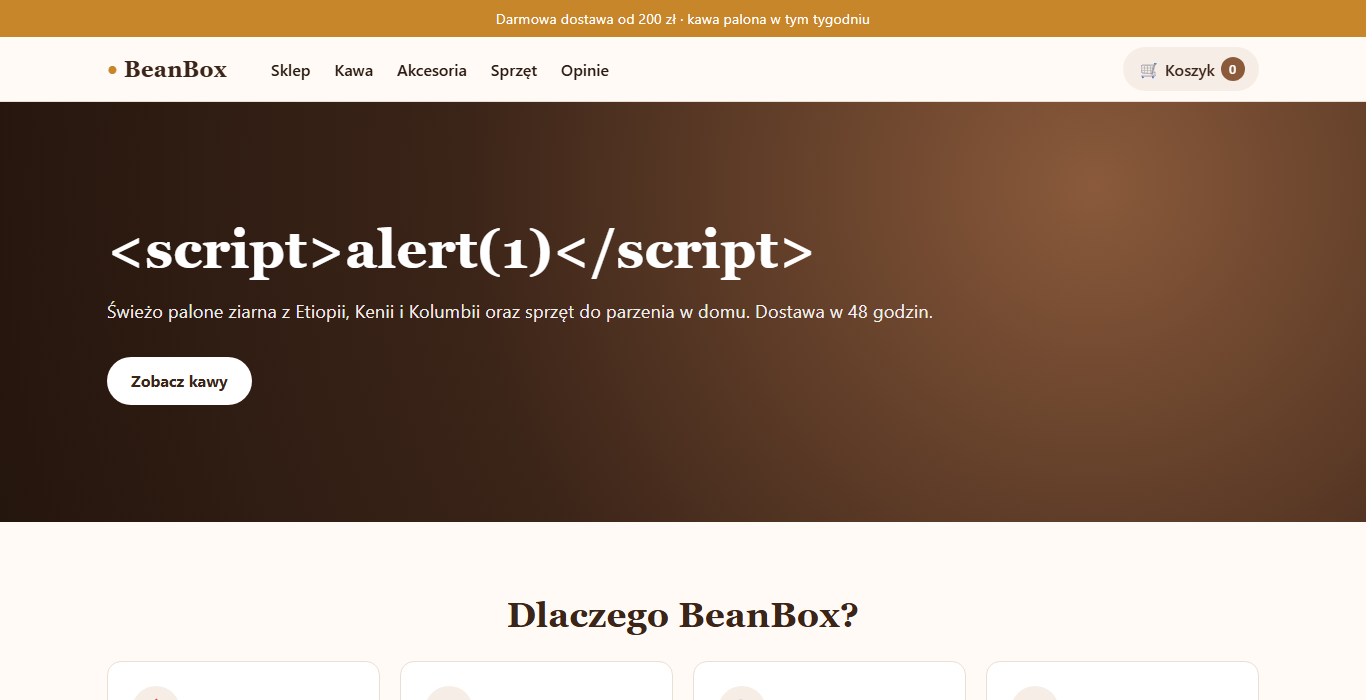 Darmowa dostawa od 200 zł · kawa palona w tym tygodniu
BeanBox
Sklep
Kawa
Akcesoria
Sprzęt
Opinie
Koszyk 0
<script>alert(1)</script>
Świeżo palone ziarna z Etiopii, Kenii i Kolumbii oraz sprzęt do parzenia w domu. Dostawa w 48 godzin.
Zobacz kawy
Dlaczego BeanBox?